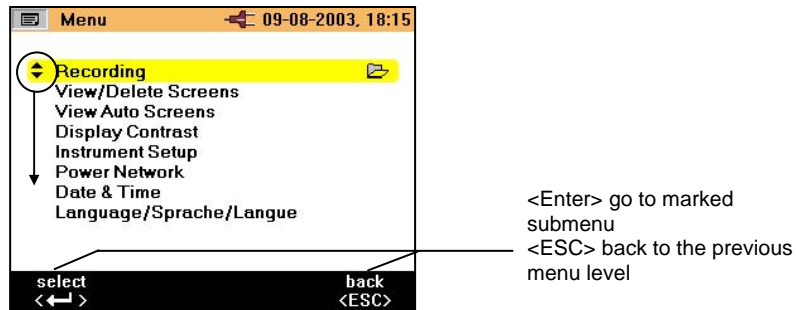 Menu 09-08-2003, 18:15
Recording
View/Delete Screens
View Auto Screens
Display Contrast
Instrument Setup
Power Network
Date & Time
Language/Sprache/Langue
<Enter> go to marked
submenu
<ESC> back to the previous
menu level
select back
<↵> <ESC>